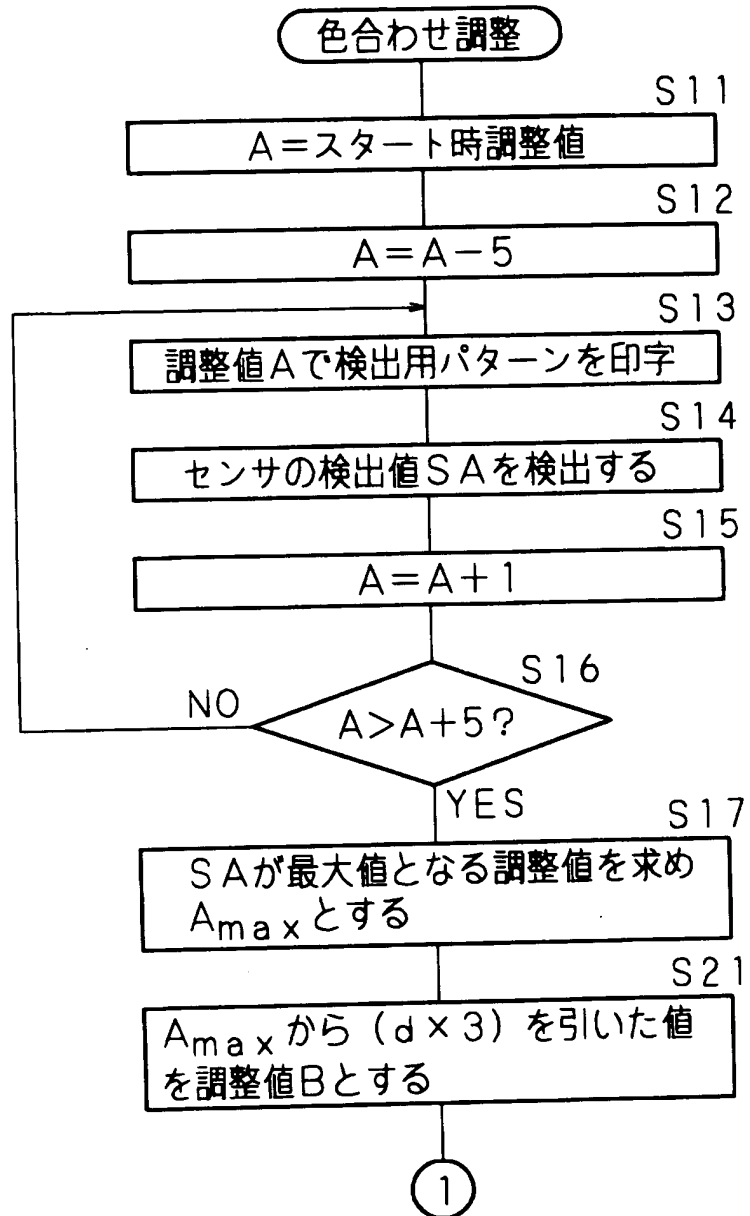 色合わせ調整
S11
A=スタート時調整値
S12
A=A-5
S13
調整値Aで検出用パターンを印字
S14
センサの検出値SAを検出する
S15
A=A+1
S16
NO
A>A+5?
YES
S17
SAが最大値となる調整値を求め
Amaxとする
S21
Amaxから(d×3)を引いた値
を調整値Bとする
1